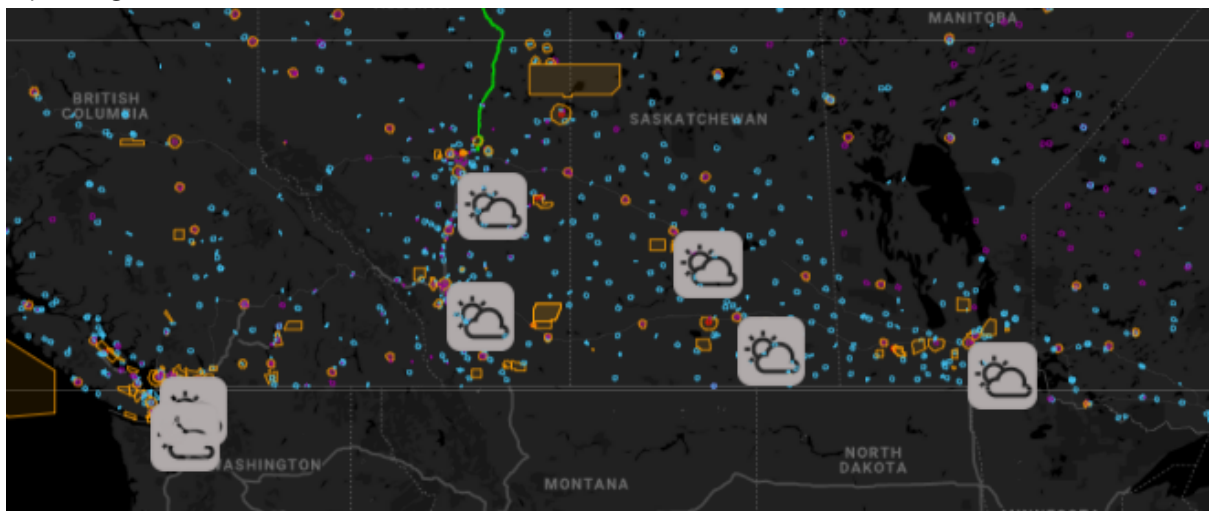 MANITOBA
BRITISH
COLUMBIA
SASKATCHEWAN
WASHINGTON
NORTH
DAKOTA
MONTANA